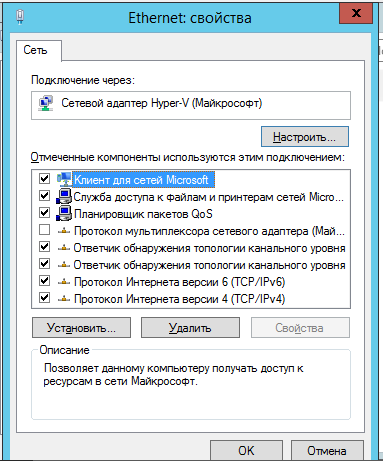 Ethernet: свойства
Сеть
Подключение через:
Сетевой адаптер Hyper-V (Майкрософт)
Настроить...
Отмеченные компоненты используются этим подключением:
Клиент для сетей Microsoft
Служба доступа к файлам и принтерам сетей Micro...
Планировщик пакетов QoS
Протокол мультиплексора сетевого адаптера (Май...
Ответчик обнаружения топологии канального уровня
Ответчик обнаружения топологии канального уровня
Протокол Интернета версии 6 (TCP/IPv6)
Протокол Интернета версии 4 (TCP/IPv4)
Установить... Удалить Свойства
Описание
Позволяет данному компьютеру получать доступ к
ресурсам в сети Майкрософт.
OK Отмена